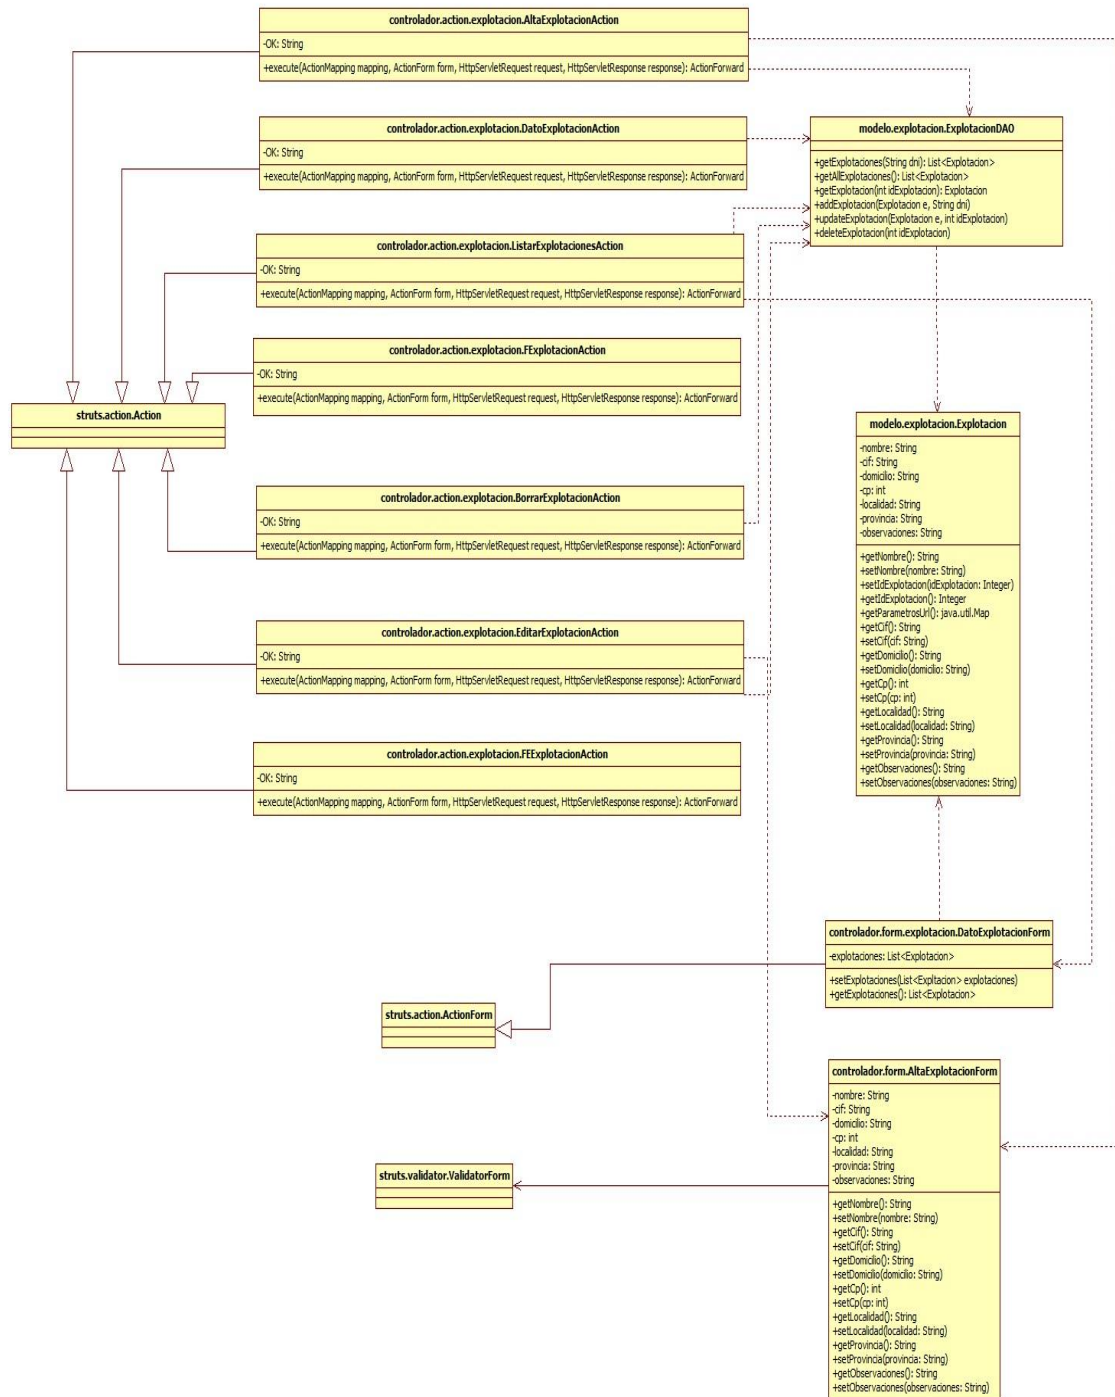 controlador.action.explotacion.AltaExplotacionAction
-OK: String
+execute(ActionMapping mapping, ActionForm form, HttpServletRequest request, HttpServletResponse response): ActionForward
controlador.action.explotacion.DatoExplotacionAction
-OK: String
+execute(ActionMapping mapping, ActionForm form, HttpServletRequest request, HttpServletResponse response): ActionForward
modelo.explotacion.ExplotacionDAO
+getExplotaciones(String dni): List<Explotacion>
+getAllExplotaciones(): List<Explotacion>
+getExplotacion(int idExplotacion): Explotacion
+addExplotacion(Explotacion e, String dni)
+updateExplotacion(Explotacion e, int idExplotacion)
+deleteExplotacion(int idExplotacion)
controlador.action.explotacion.ListarExplotacionesAction
-OK: String
+execute(ActionMapping mapping, ActionForm form, HttpServletRequest request, HttpServletResponse response): ActionForward
controlador.action.explotacion.FExplotacionAction
-OK: String
+execute(ActionMapping mapping, ActionForm form, HttpServletRequest request, HttpServletResponse response): ActionForward
struts.action.Action
modelo.explotacion.Explotacion
-nombre: String
-cif: String
-domicilio: String
-cp: int
-localidad: String
-provincia: String
-observaciones: String
+getNombre(): String
+setNombre(nombre: String)
+setIdExplotacion(idExplotacion: Integer)
+getIdExplotacion(): Integer
+getParametrosUrl(): java.util.Map
+getCif(): String
+setCif(cif: String)
+getDomicilio(): String
+setDomicilio(domicilio: String)
+getCp(): int
+setCp(cp: int)
+getLocalidad(): String
+setLocalidad(localidad: String)
+getProvincia(): String
+setProvincia(provincia: String)
+getObservaciones(): String
+setObservaciones(observaciones: String)
controlador.action.explotacion.BorrarExplotacionAction
-OK: String
+execute(ActionMapping mapping, ActionForm form, HttpServletRequest request, HttpServletResponse response): ActionForward
controlador.action.explotacion.EditarExplotacionAction
-OK: String
+execute(ActionMapping mapping, ActionForm form, HttpServletRequest request, HttpServletResponse response): ActionForward
controlador.action.explotacion.FEExplotacionAction
-OK: String
+execute(ActionMapping mapping, ActionForm form, HttpServletRequest request, HttpServletResponse response): ActionForward
controlador.form.explotacion.DatoExplotacionForm
-explotaciones: List<Explotacion>
+setExplotaciones(List<Expltacion> explotaciones)
+getExplotaciones(): List<Explotacion>
struts.action.ActionForm
controlador.form.AltaExplotacionForm
-nombre: String
-cif: String
-domicilio: String
-cp: int
-localidad: String
-provincia: String
-observaciones: String
+getNombre(): String
+setNombre(nombre: String)
+getCif(): String
+setCif(cif: String)
+getDomicilio(): String
+setDomicilio(domicilio: String)
+getCp(): int
+setCp(cp: int)
+getLocalidad(): String
+setLocalidad(localidad: String)
+getProvincia(): String
+setProvincia(provincia: String)
+getObservaciones(): String
+setObservaciones(observaciones: String)
struts.validator.ValidatorForm